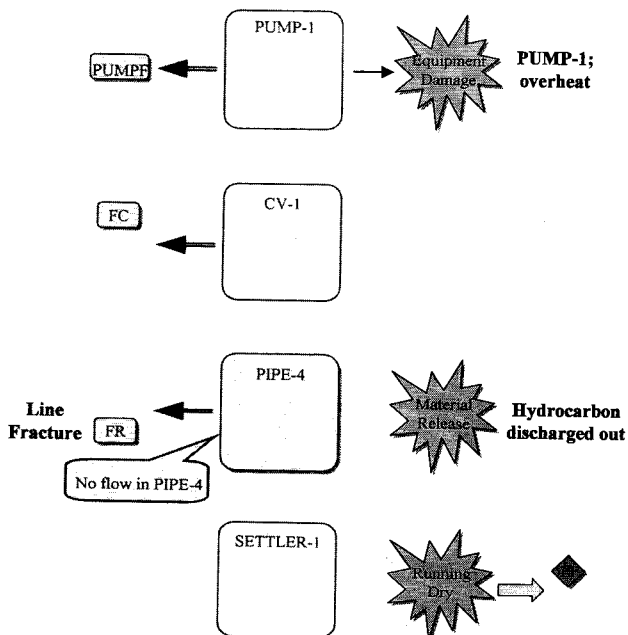 PUMP-1
PUMPF
Equipment
Damage
PUMP-1;
overheat
CV-1
FC
PIPE-4
Line
Fracture
FR
No flow in PIPE-4
Material
Release
Hydrocarbon
discharged out
SETTLER-1
Running
Dry